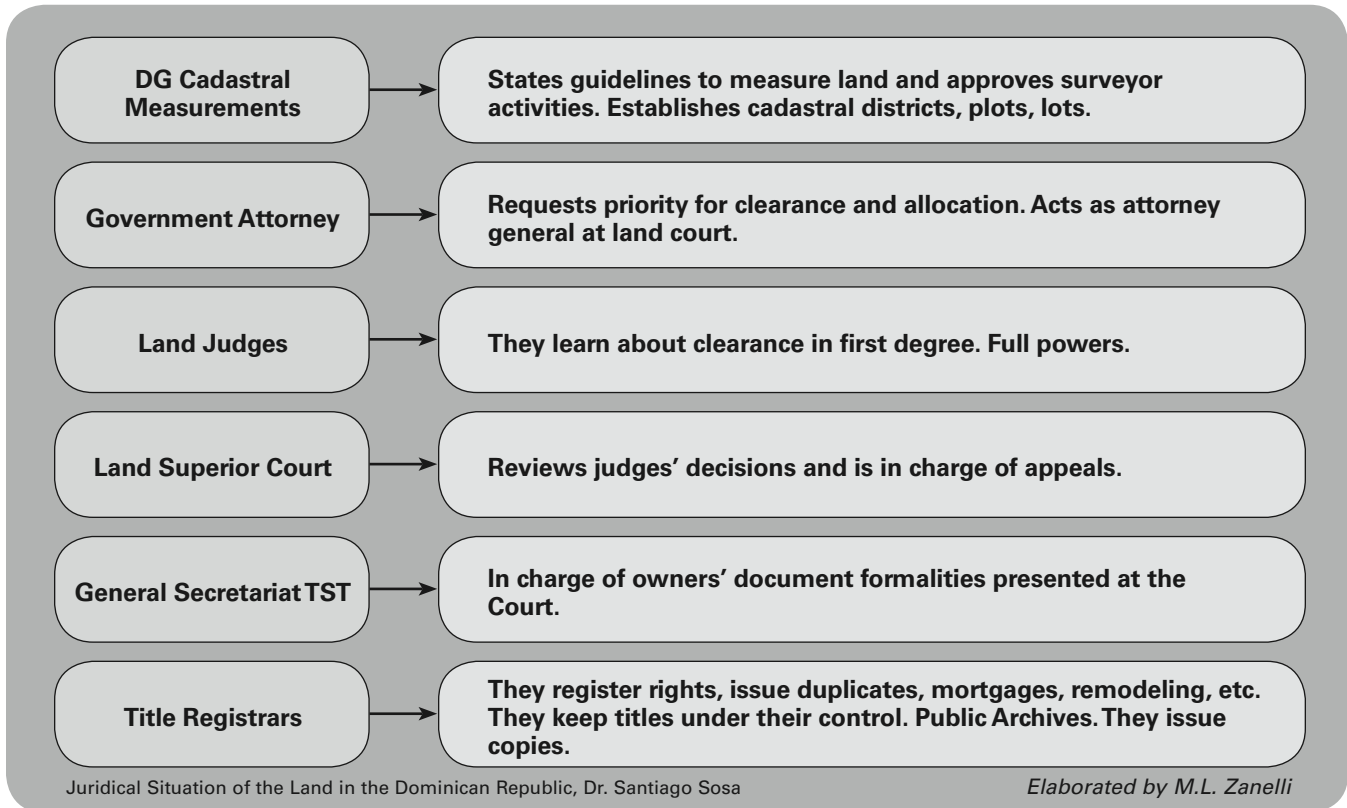 DG Cadastral
Measurements
States guidelines to measure land and approves surveyor
activities. Establishes cadastral districts, plots, lots.
Government Attorney
Requests priority for clearance and allocation. Acts as attorney
general at land court.
Land Judges
They learn about clearance in first degree. Full powers.
Land Superior Court
Reviews judges’ decisions and is in charge of appeals.
General Secretariat TST
In charge of owners’ document formalities presented at the
Court.
Title Registrars
They register rights, issue duplicates, mortgages, remodeling, etc.
They keep titles under their control. Public Archives. They issue
copies.
Juridical Situation of the Land in the Dominican Republic, Dr. Santiago Sosa
Elaborated by M.L. Zanelli